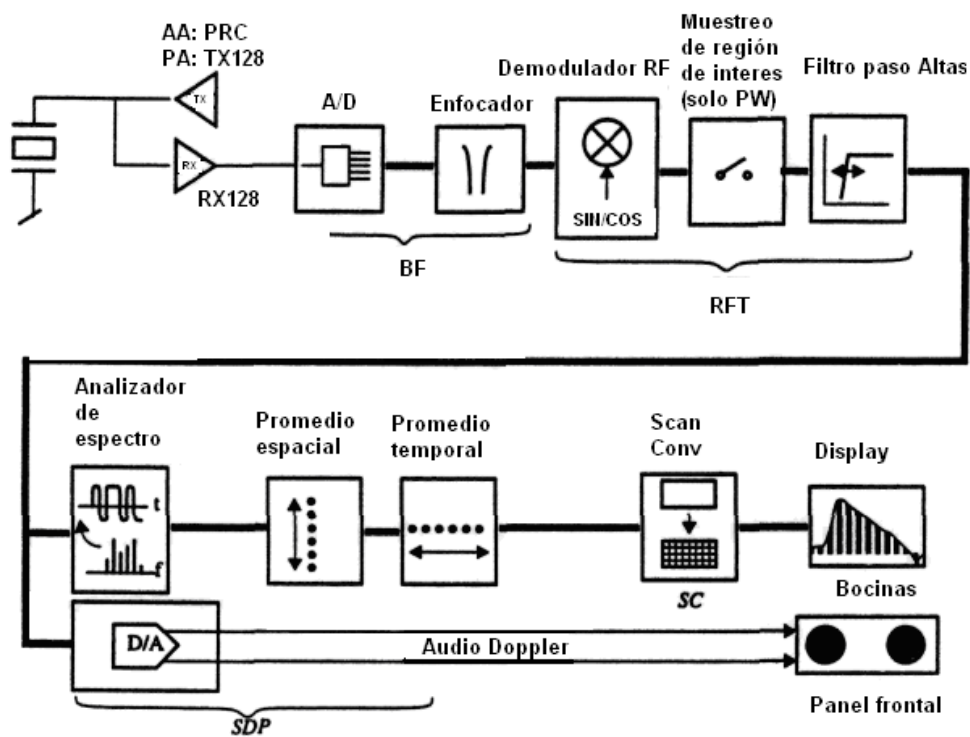 AA: PRC
PA: TX128
TX
RX
RX128
A/D
Enfocador
BF
Demodulador RF
SIN/COS
Muestreo
de región
de interes
(solo PW)
Filtro paso Altas
RFT
Analizador
de
espectro
t
f
Promedio
espacial
Promedio
temporal
Scan
Conv
SC
Display
D/A
Audio Doppler
SDP
Bocinas
Panel frontal